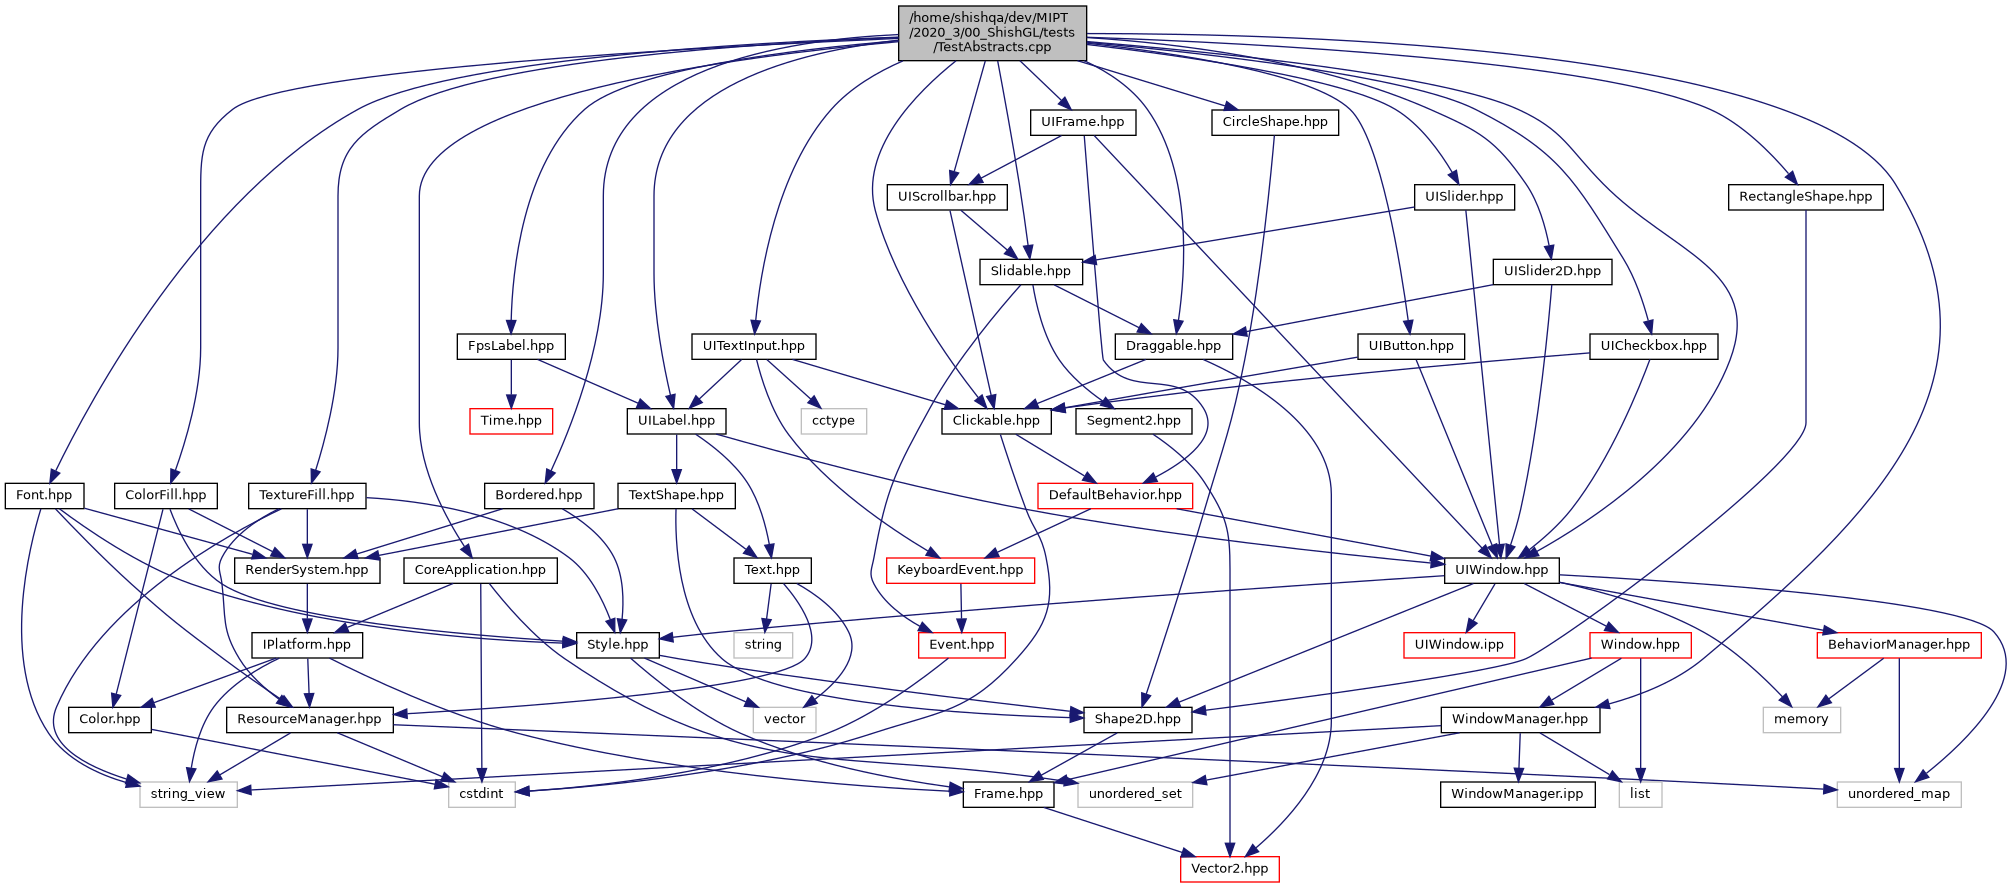 /home/shishqa/dev/MIPT
/2020_3/00_ShishGL/tests
/TestAbstracts.cpp
UIFrame.hpp
CircleShape.hpp
UIScrollbar.hpp
UISlider.hpp
RectangleShape.hpp
Slidable.hpp
UISlider2D.hpp
FpsLabel.hpp
UITextInput.hpp
Draggable.hpp
UIButton.hpp
UICheckbox.hpp
Time.hpp
UILabel.hpp
cctype
Clickable.hpp
Segment2.hpp
Font.hpp
ColorFill.hpp
TextureFill.hpp
Bordered.hpp
TextShape.hpp
DefaultBehavior.hpp
RenderSystem.hpp
CoreApplication.hpp
Text.hpp
KeyboardEvent.hpp
UIWindow.hpp
IPlatform.hpp
Style.hpp
string
Event.hpp
UIWindow.ipp
Window.hpp
BehaviorManager.hpp
Color.hpp
ResourceManager.hpp
vector
Shape2D.hpp
WindowManager.hpp
memory
string_view
cstdint
Frame.hpp
unordered_set
WindowManager.ipp
list
unordered_map
Vector2.hpp